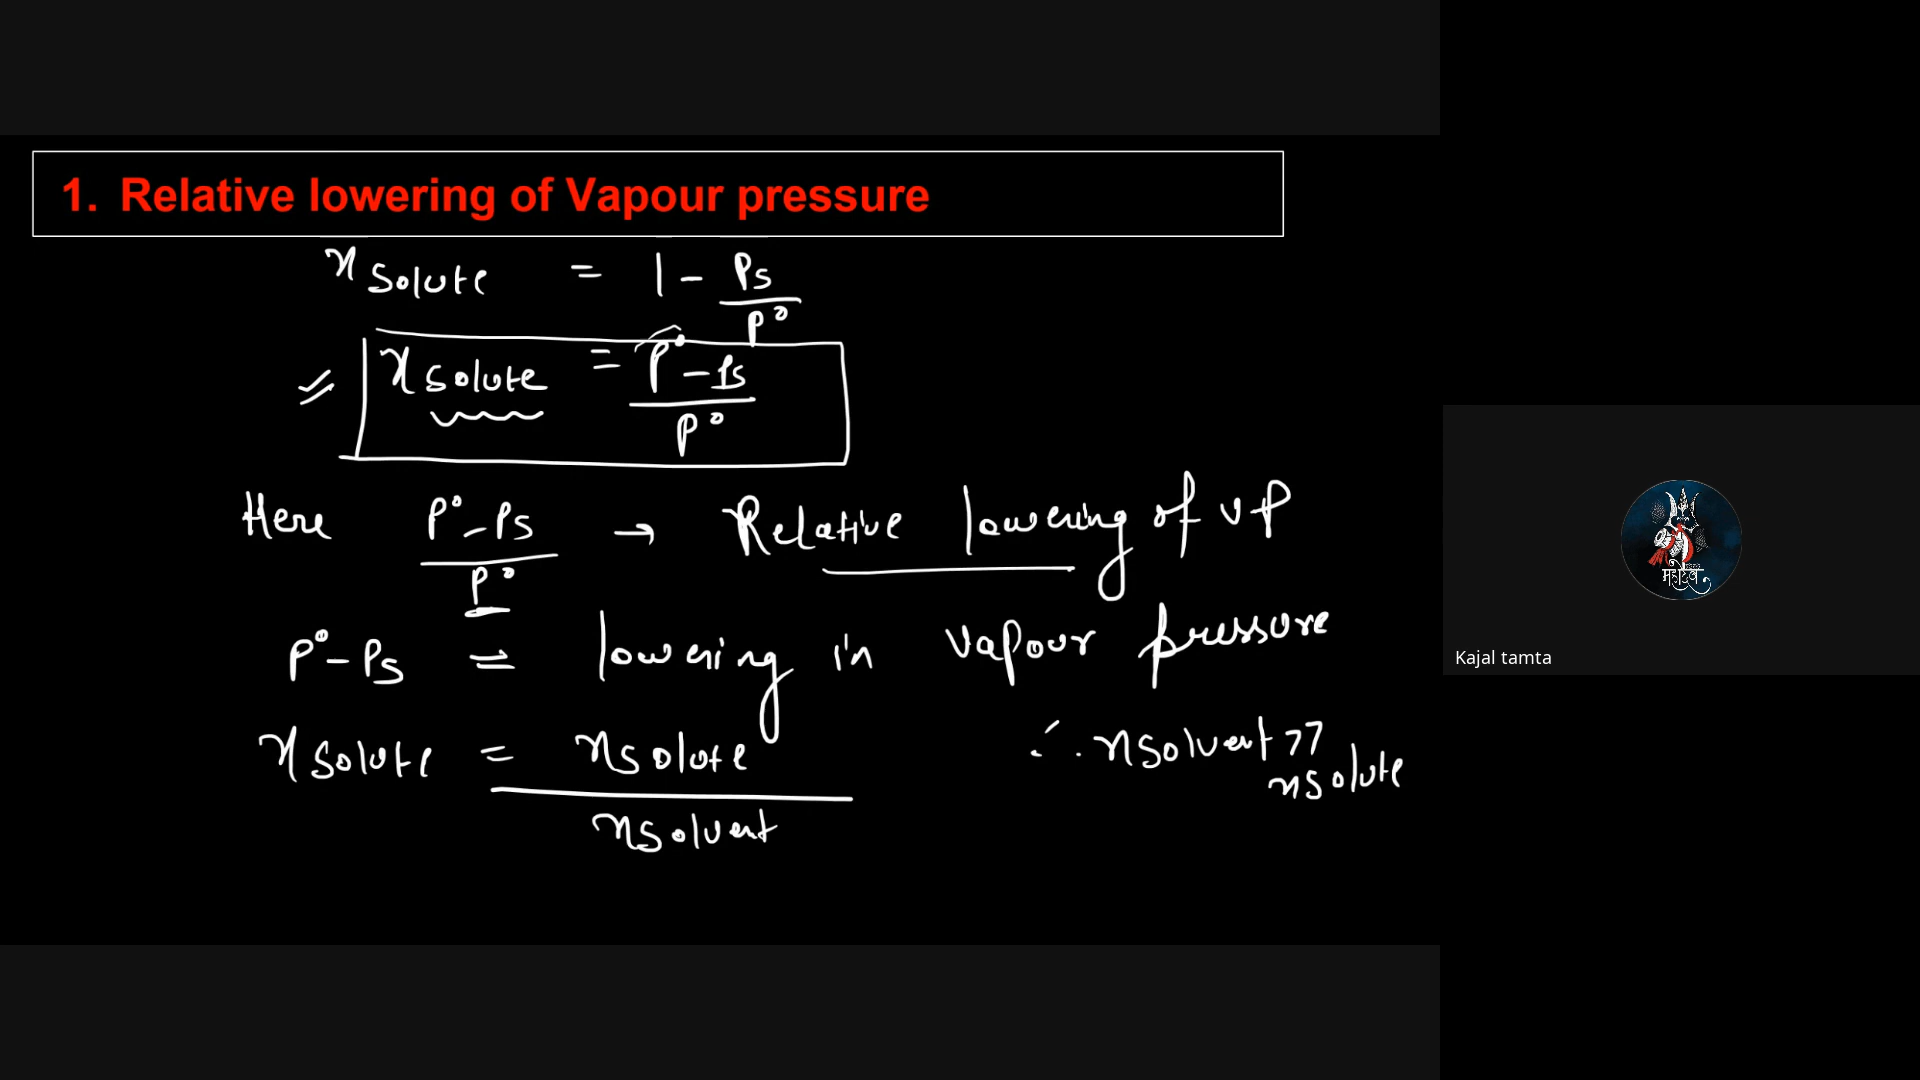 1. Relative lowering of Vapour pressure
x solute = 1 - Ps/P°
x solute = P° - Ps/P°
Here P° - Ps/P° → Relative lowering of VP
P° - Ps = lowering in vapour pressure
x solute = n solute/n solvent ∴ n solvent >> n solute
महादेव
Kajal tamta